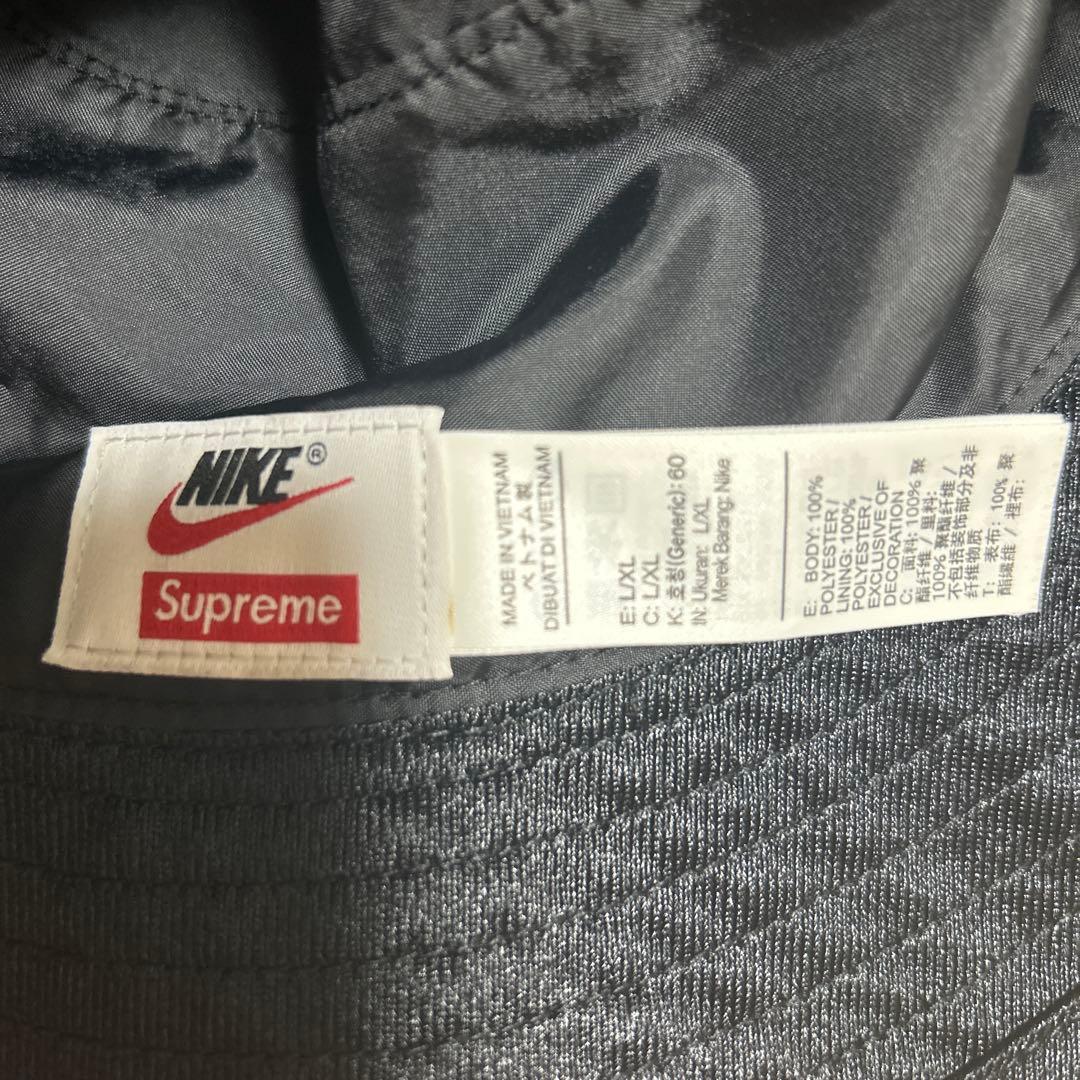 NIKE®
Supreme
MADE IN VIETNAM
ベトナム製
DIBUAT DI VIETNAM
E: L/XL
C: L/XL
K: 호칭(Generic): 60
IN: Ukuran: L/XL
Merek Barang: Nike
E: BODY: 100%
POLYESTER /
LINING: 100%
POLYESTER /
EXCLUSIVE OF
DECORATION
C: 面料: 100% 聚
酯纤维 / 里料:
100% 聚酯纤维 /
不包括装饰部分及非
纤维物质
T: 表布: 100% 聚
酯纖維 / 裡布: